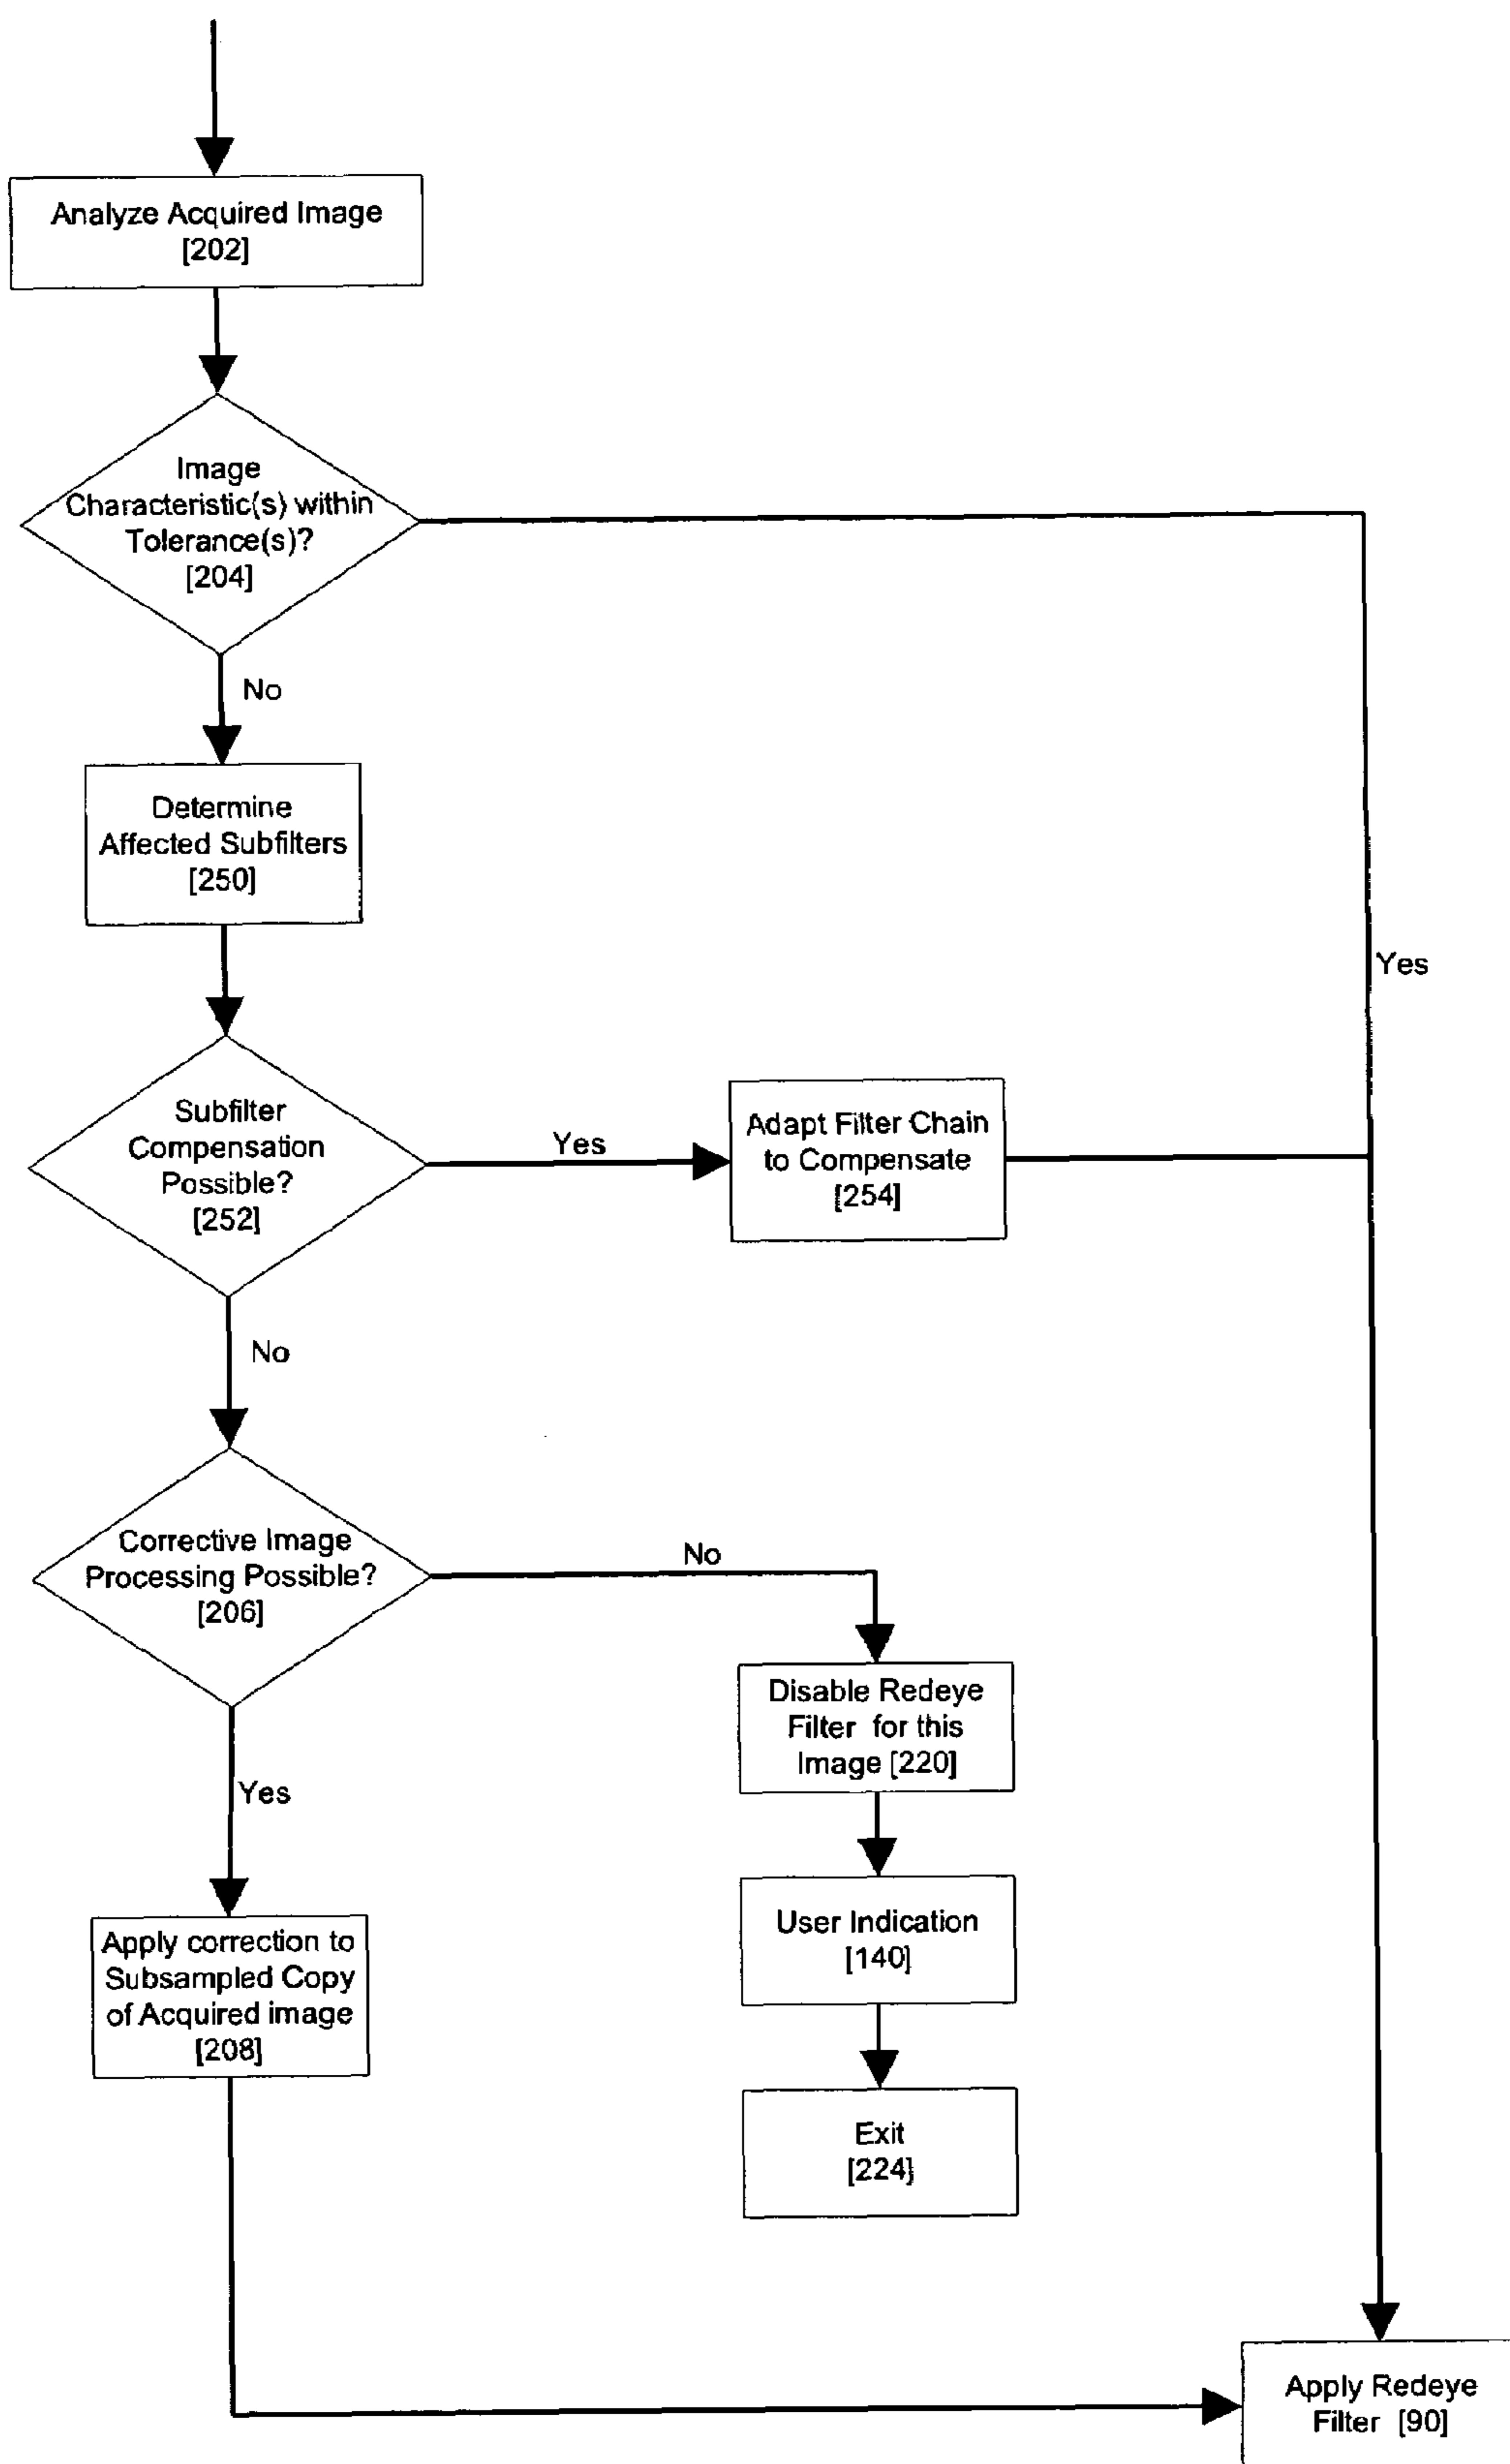 Analyze Acquired Image
[202]
Image
Characteristic(s) within
Tolerance(s)?
[204]
No
Determine
Affected Subfilters
[250]
Yes
Subfilter
Compensation
Possible?
[252]
Yes
Adapt Filter Chain
to Compensate
[254]
No
Corrective Image
Processing Possible?
[206]
No
Disable Redeye
Filter for this
Image [220]
Yes
User Indication
[140]
Apply correction to
Subsampled Copy
of Acquired image
[208]
Exit
[224]
Apply Redeye
Filter [90]